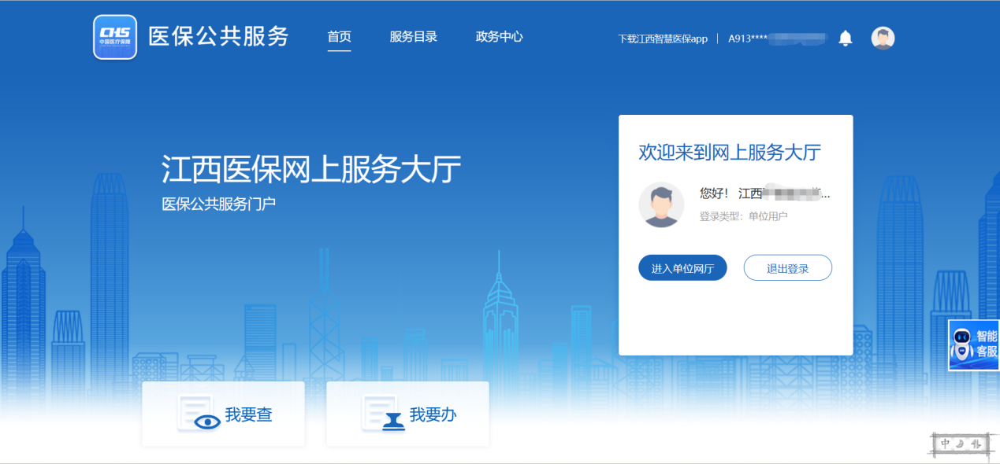 CHS
中国医疗保障
医保公共服务
首页
服务目录
政务中心
下载江西智慧医保app
A913****
江西医保网上服务大厅
医保公共服务门户
欢迎来到网上服务大厅
您好！ 江西
...
登录类型：单位用户
进入单位网厅
退出登录
智能
客服
我要查
我要办
中